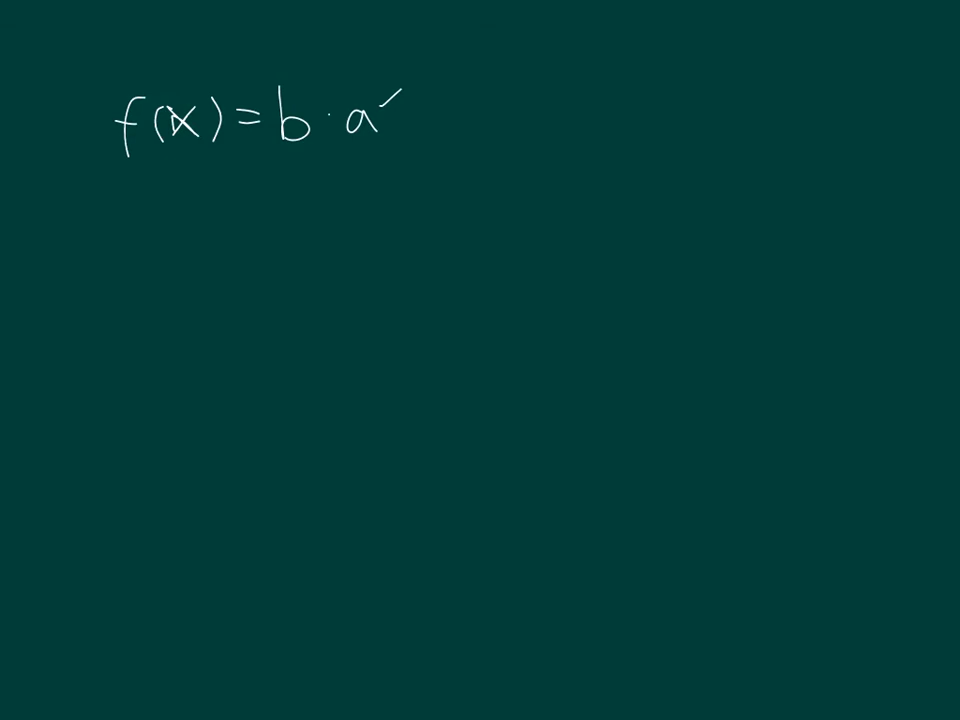 f(x) = b · a